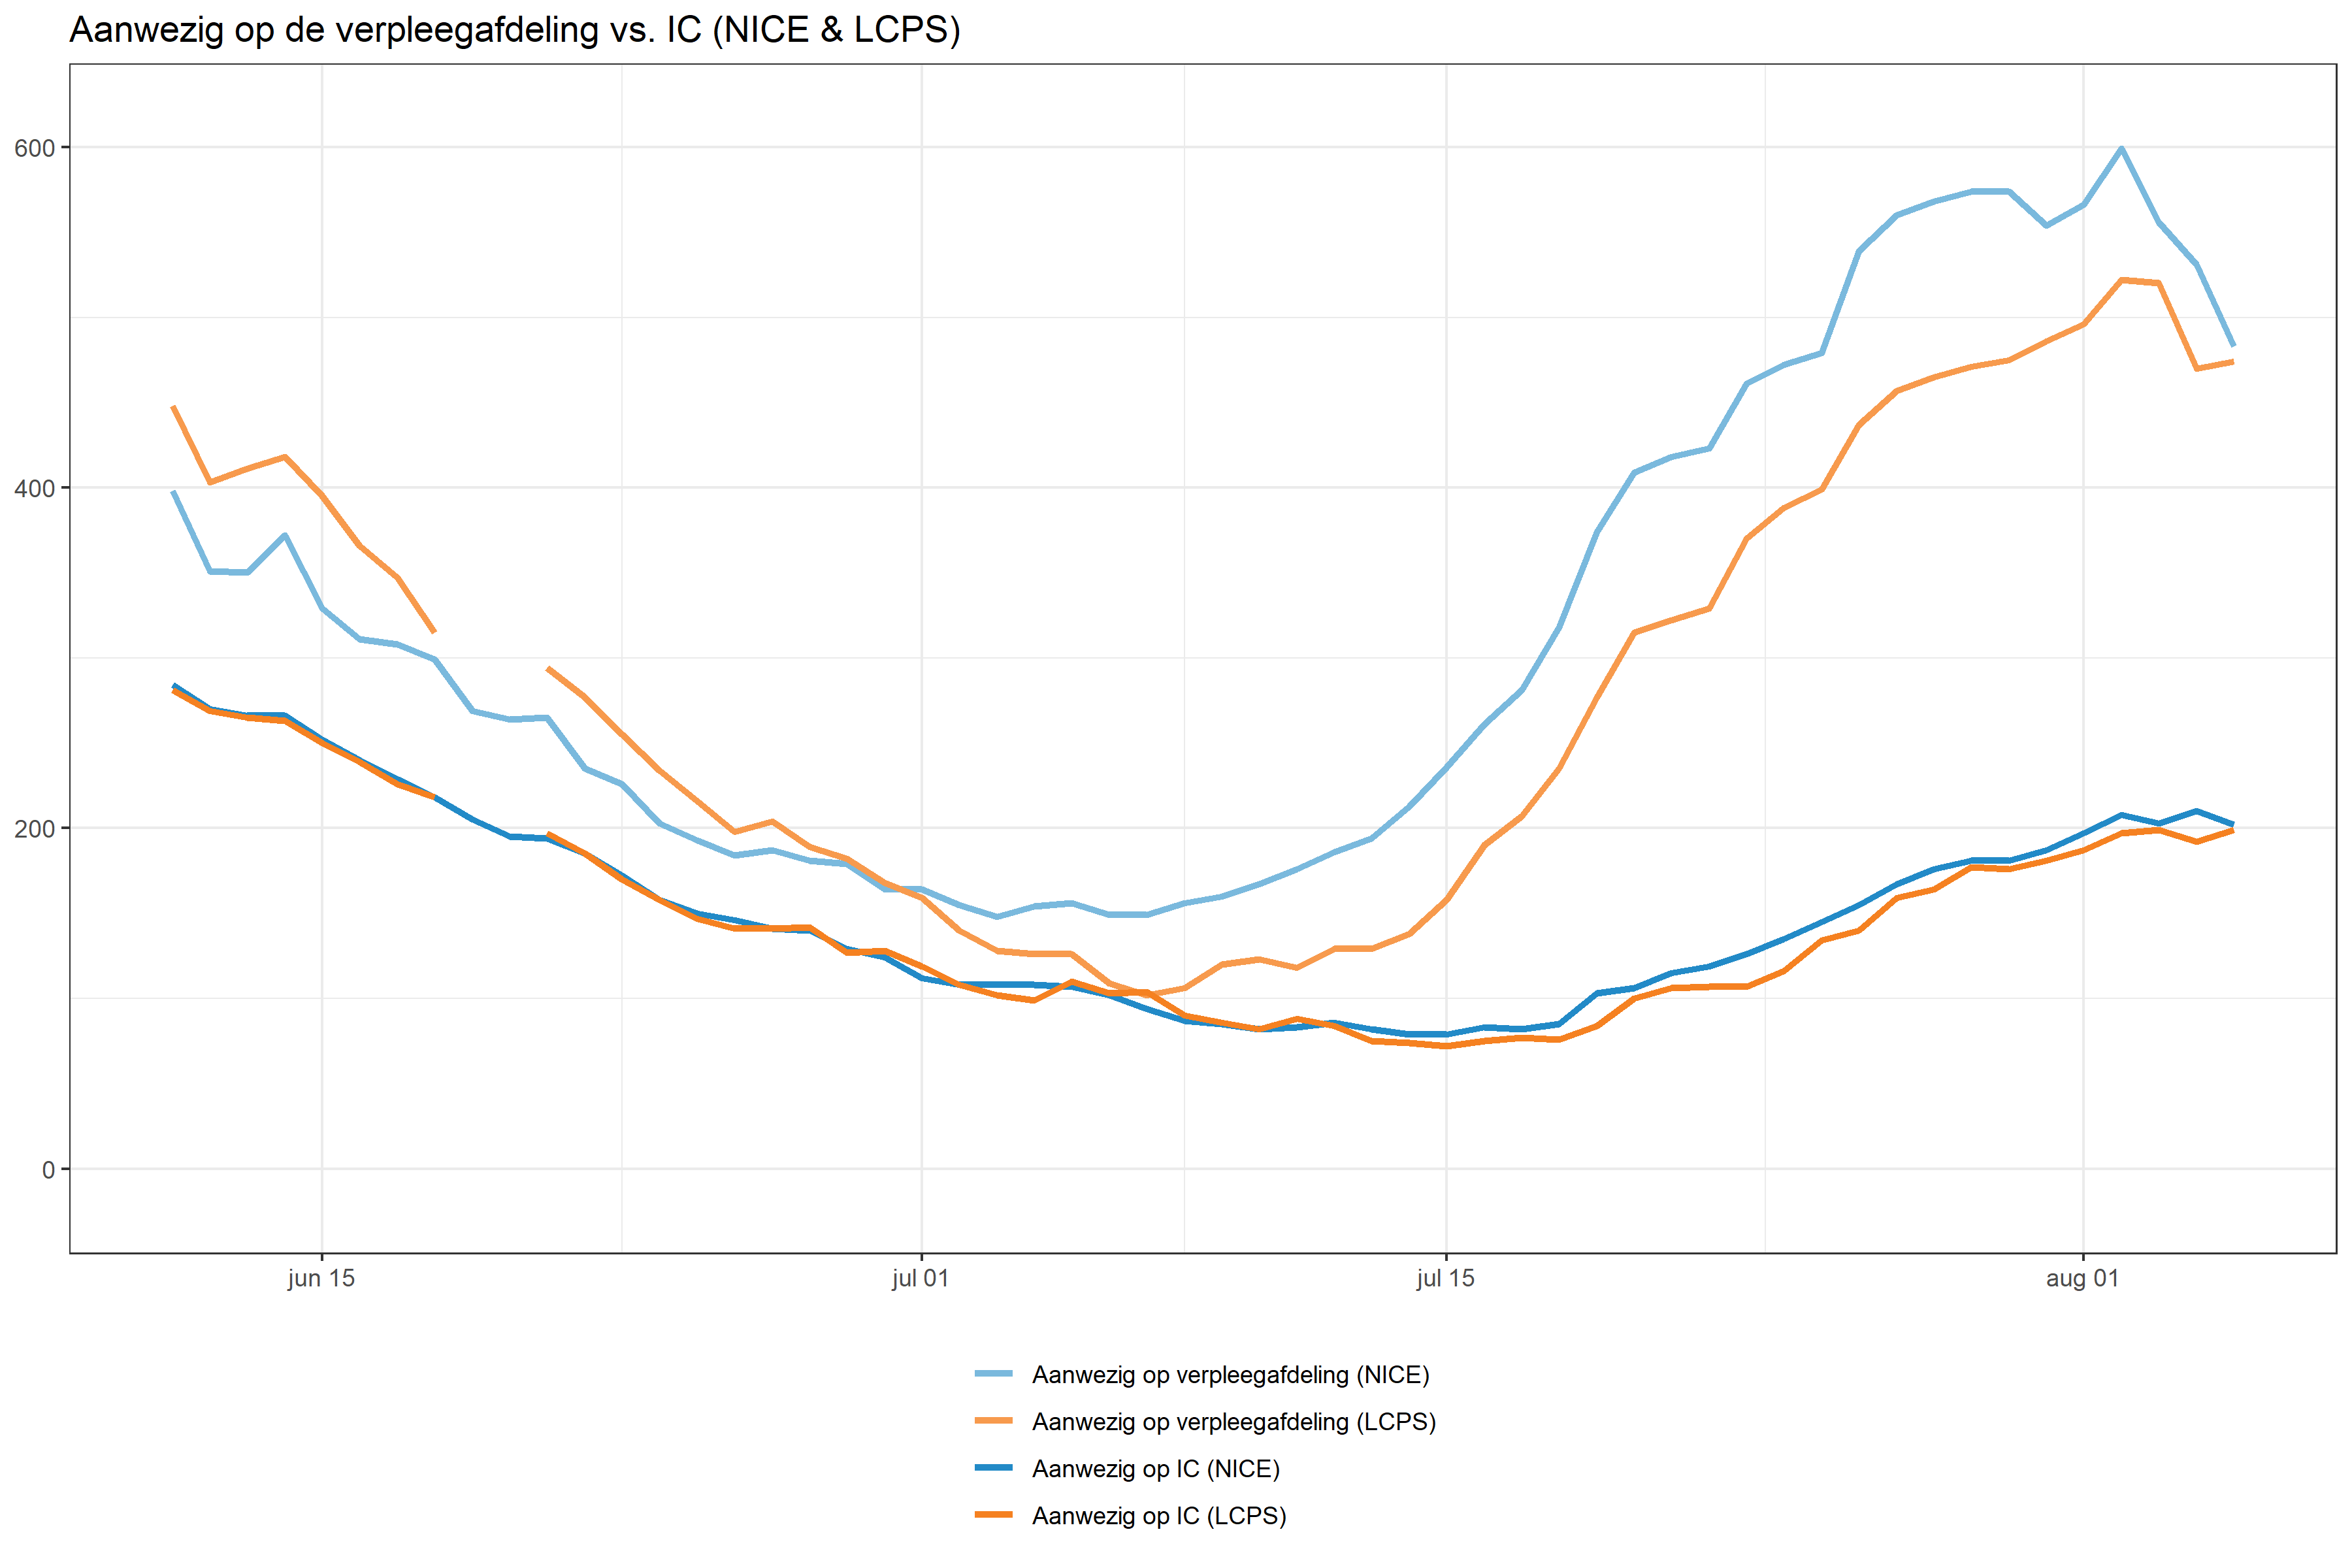 Aanwezig op de verpleegafdeling vs. IC (NICE & LCPS)
600
400
200
0
jun 15 jul 01 jul 15 aug 01
Aanwezig op verpleegafdeling (NICE)
Aanwezig op verpleegafdeling (LCPS)
Aanwezig op IC (NICE)
Aanwezig op IC (LCPS)